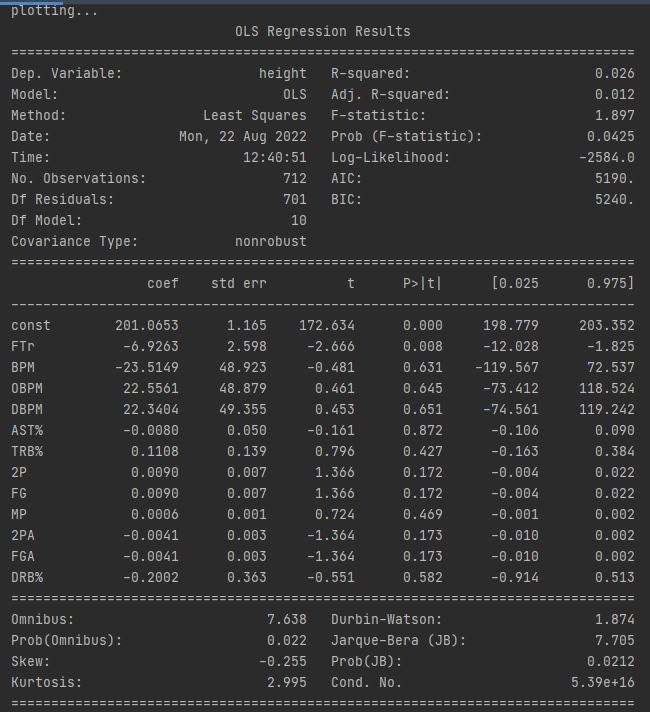 plotting...
OLS Regression Results
==============================================================================
Dep. Variable: height R-squared: 0.026
Model: OLS Adj. R-squared: 0.012
Method: Least Squares F-statistic: 1.897
Date: Mon, 22 Aug 2022 Prob (F-statistic): 0.0425
Time: 12:40:51 Log-Likelihood: -2584.0
No. Observations: 712 AIC: 5190.
Df Residuals: 701 BIC: 5240.
Df Model: 10
Covariance Type: nonrobust
==============================================================================
coef std err t P>|t| [0.025 0.975]
------------------------------------------------------------------------------
const 201.0653 1.165 172.634 0.000 198.779 203.352
FTr -6.9263 2.598 -2.666 0.008 -12.028 -1.825
BPM -23.5149 48.923 -0.481 0.631 -119.567 72.537
OBPM 22.5561 48.879 0.461 0.645 -73.412 118.524
DBPM 22.3404 49.355 0.453 0.651 -74.561 119.242
AST% -0.0080 0.050 -0.161 0.872 -0.106 0.090
TRB% 0.1108 0.139 0.796 0.427 -0.163 0.384
2P 0.0090 0.007 1.366 0.172 -0.004 0.022
FG 0.0090 0.007 1.366 0.172 -0.004 0.022
MP 0.0006 0.001 0.724 0.469 -0.001 0.002
2PA -0.0041 0.003 -1.364 0.173 -0.010 0.002
FGA -0.0041 0.003 -1.364 0.173 -0.010 0.002
DRB% -0.2002 0.363 -0.551 0.582 -0.914 0.513
==============================================================================
Omnibus: 7.638 Durbin-Watson: 1.874
Prob(Omnibus): 0.022 Jarque-Bera (JB): 7.705
Skew: -0.255 Prob(JB): 0.0212
Kurtosis: 2.995 Cond. No. 5.39e+16
==============================================================================